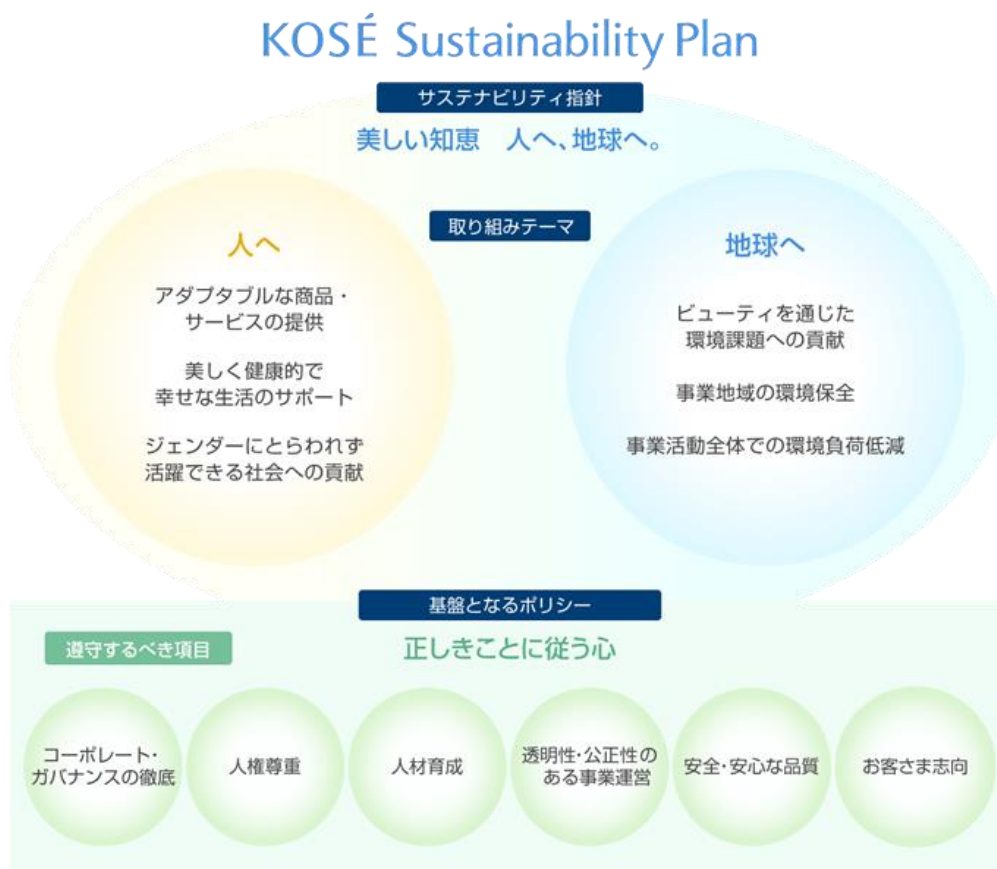 KOSÉ Sustainability Plan
サステナビリティ指針
美しい知恵　人へ、地球へ。
取り組みテーマ
人へ
アダプタブルな商品・
サービスの提供
美しく健康的で
幸せな生活のサポート
ジェンダーにとらわれず
活躍できる社会への貢献
地球へ
ビューティを通じた
環境課題への貢献
事業地域の環境保全
事業活動全体での環境負荷低減
基盤となるポリシー
正しきことに従う心
遵守するべき項目
コーポレート・
ガバナンスの徹底
人権尊重
人材育成
透明性・公正性の
ある事業運営
安全・安心な品質
お客さま志向